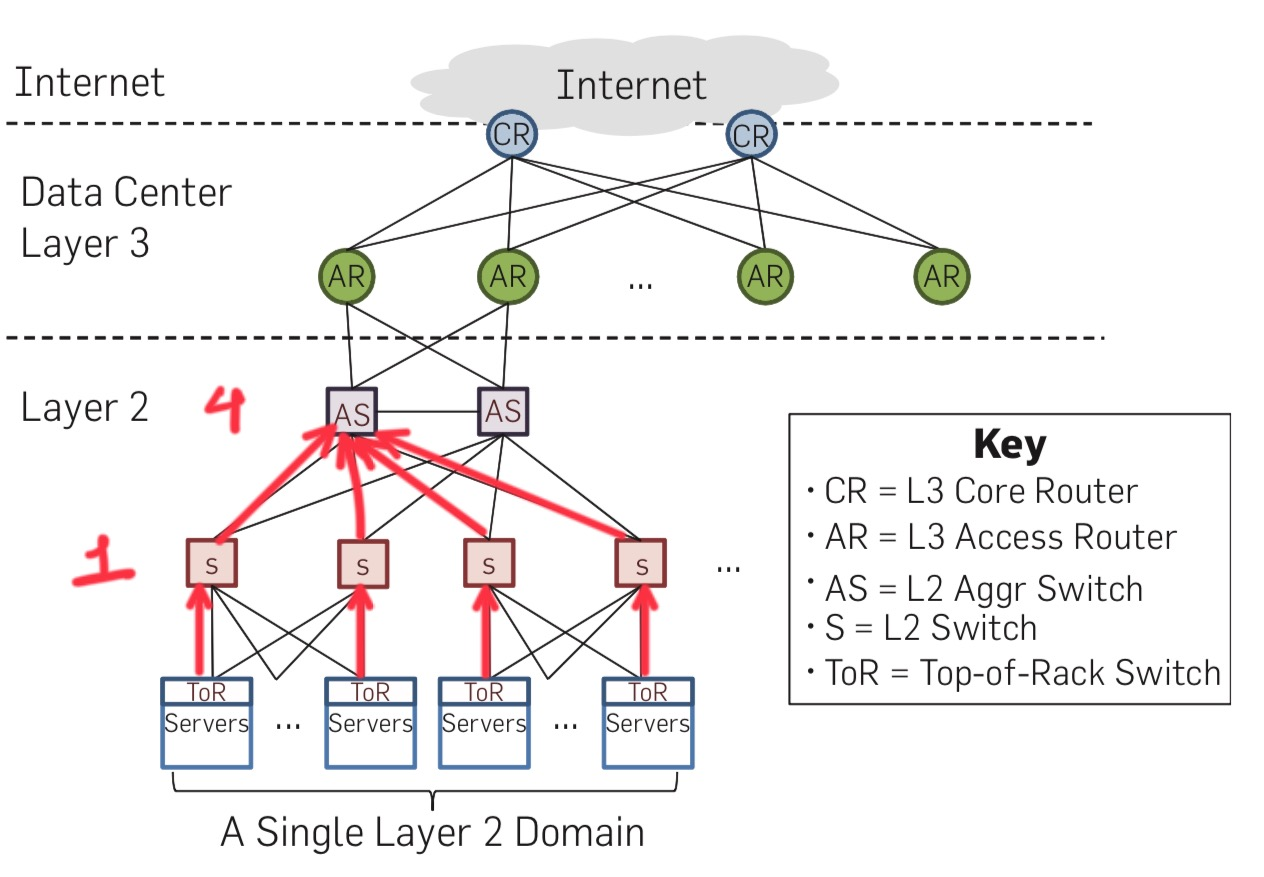 Internet
Internet
CR CR
Data Center
Layer 3
AR AR ... AR AR
Layer 2
4
AS AS
1
s s s s ...
ToR ToR ToR ToR
Servers ... Servers Servers ... Servers
A Single Layer 2 Domain
Key
· CR = L3 Core Router
· AR = L3 Access Router
· AS = L2 Aggr Switch
· S = L2 Switch
· ToR = Top-of-Rack Switch